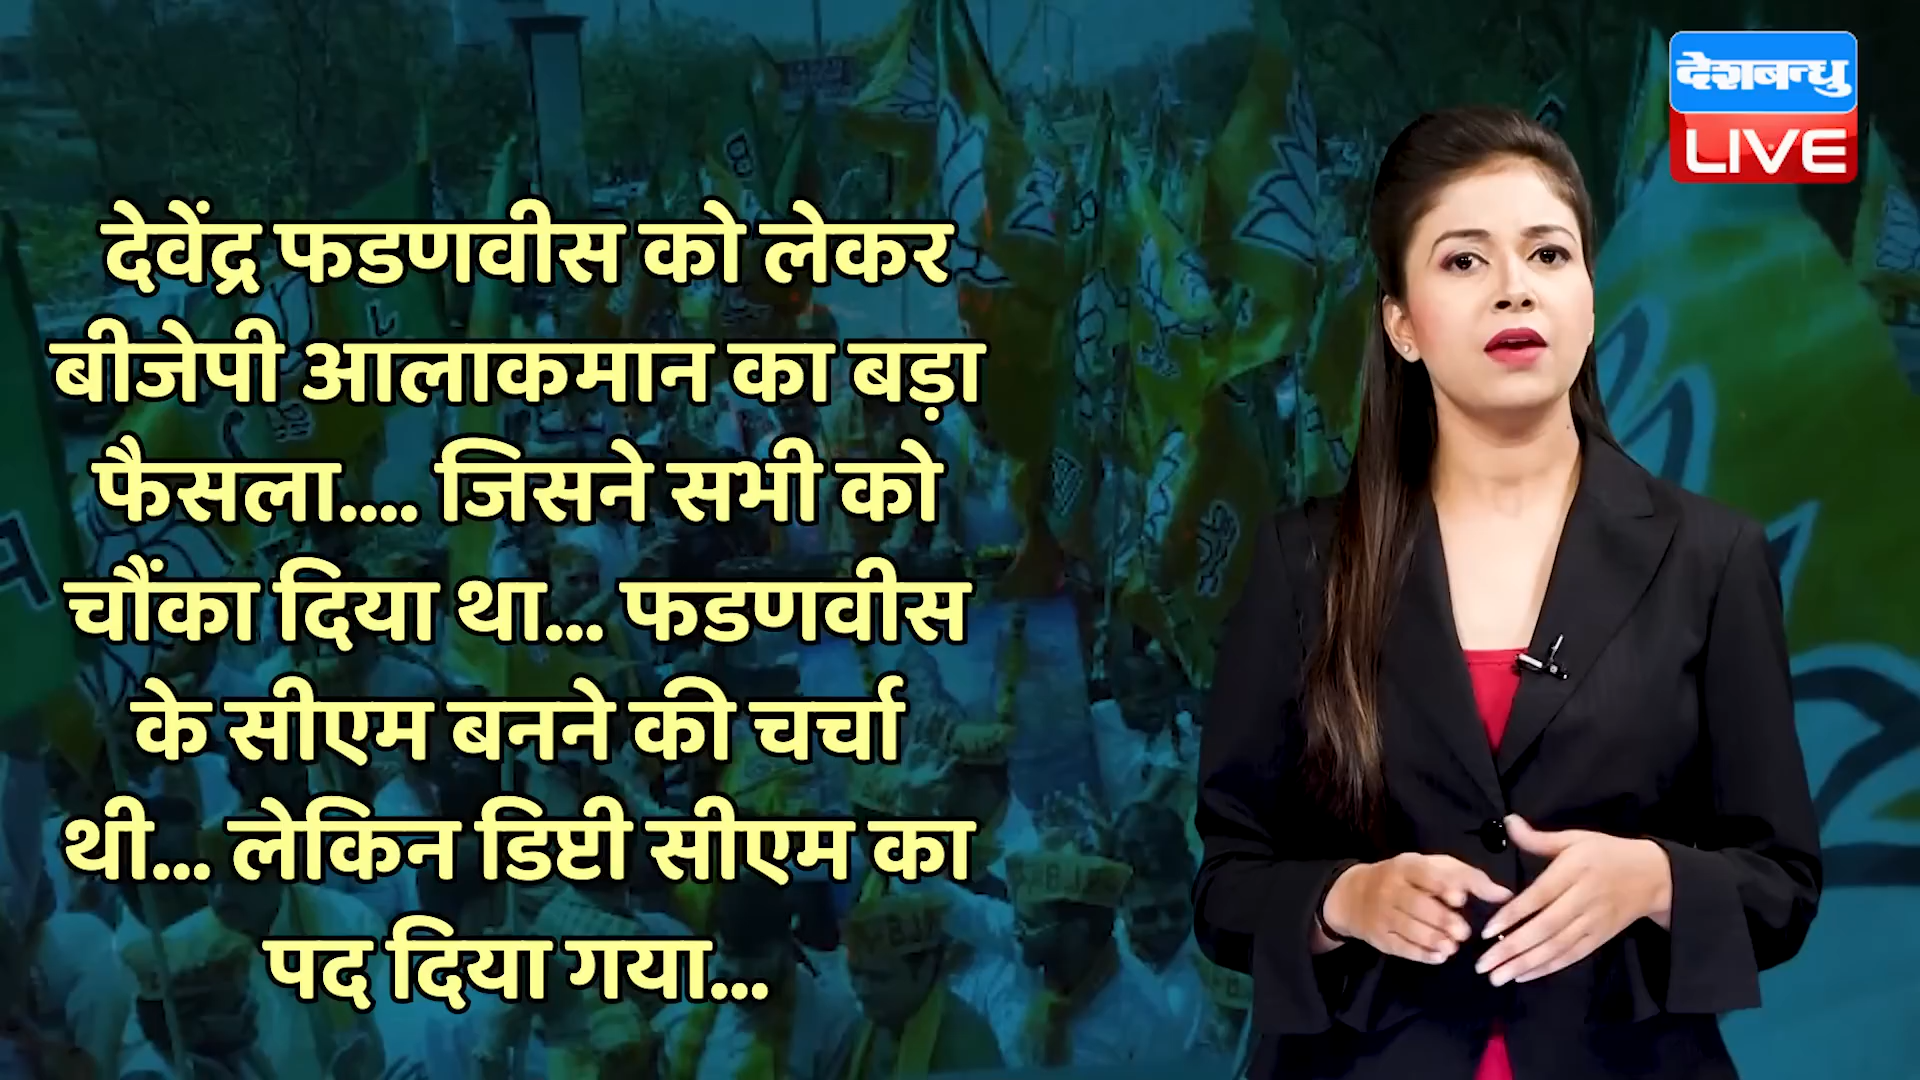 देशबन्धु
LIVE
देवेंद्र फडणवीस को लेकर
बीजेपी आलाकमान का बड़ा
फैसला.... जिसने सभी को
चौंका दिया था... फडणवीस
के सीएम बनने की चर्चा
थी... लेकिन डिप्टी सीएम का
पद दिया गया...